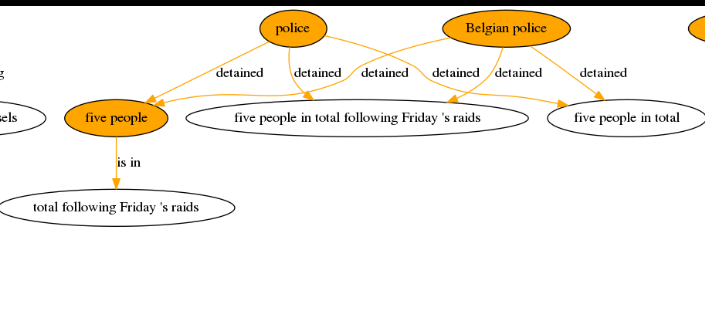 police
Belgian police
g
detained
detained
detained
detained
detained
detained
sels
five people
five people in total following Friday 's raids
five people in total
is in
total following Friday 's raids